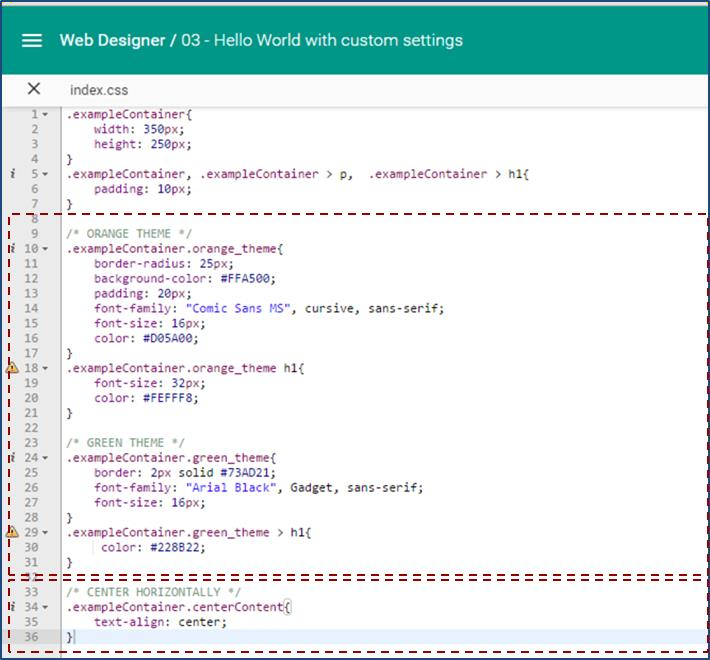 Web Designer / 03 - Hello World with custom settings
index.css
1 .exampleContainer{
2 width: 350px;
3 height: 250px;
4 }
i 5 .exampleContainer, .exampleContainer > p, .exampleContainer > h1{
6 padding: 10px;
7 }
8
9 /* ORANGE THEME */
i 10 .exampleContainer.orange_theme{
11 border-radius: 25px;
12 background-color: #FFA500;
13 padding: 20px;
14 font-family: "Comic Sans MS", cursive, sans-serif;
15 font-size: 16px;
16 color: #D05A00;
17 }
18 .exampleContainer.orange_theme h1{
19 font-size: 32px;
20 color: #FEFFF8;
21 }
22
23 /* GREEN THEME */
i 24 .exampleContainer.green_theme{
25 border: 2px solid #73AD21;
26 font-family: "Arial Black", Gadget, sans-serif;
27 font-size: 16px;
28 }
29 .exampleContainer.green_theme > h1{
30 color: #228B22;
31 }
32
33 /* CENTER HORIZONTALLY */
i 34 .exampleContainer.centerContent{
35 text-align: center;
36 }